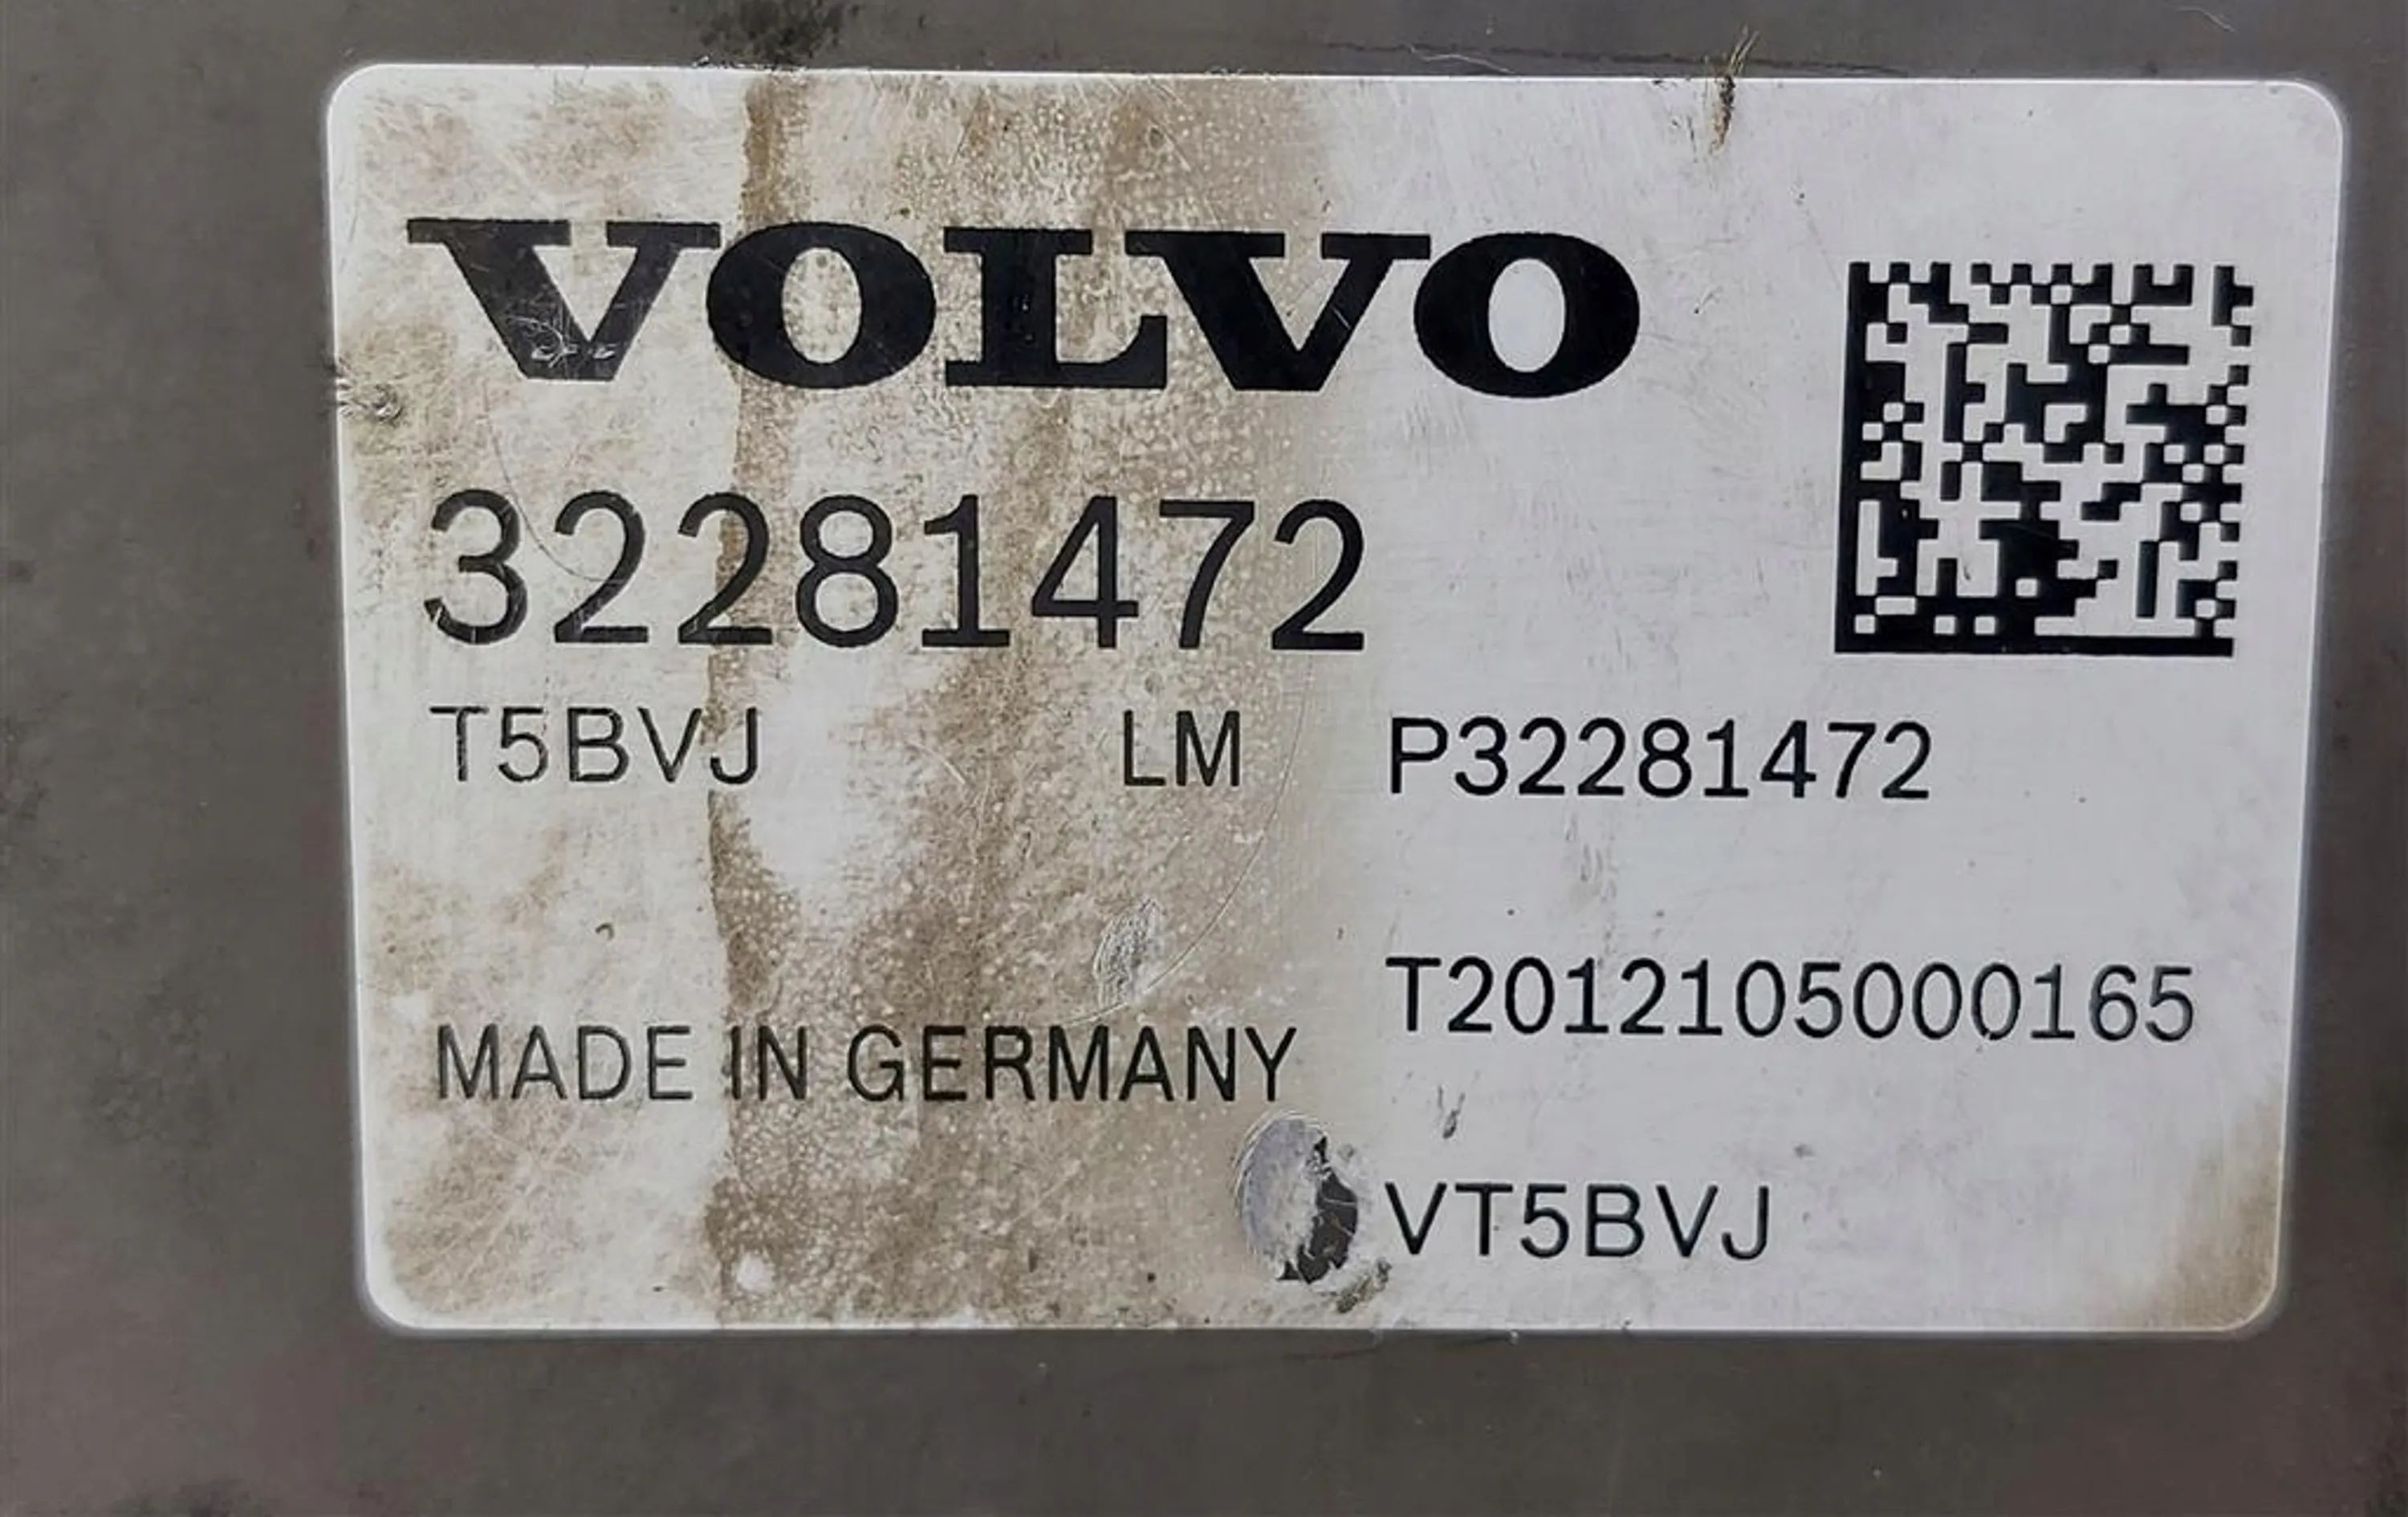 VOLVO
32281472
T5BVJ LM P32281472
T2012105000165
MADE IN GERMANY
VT5BVJ